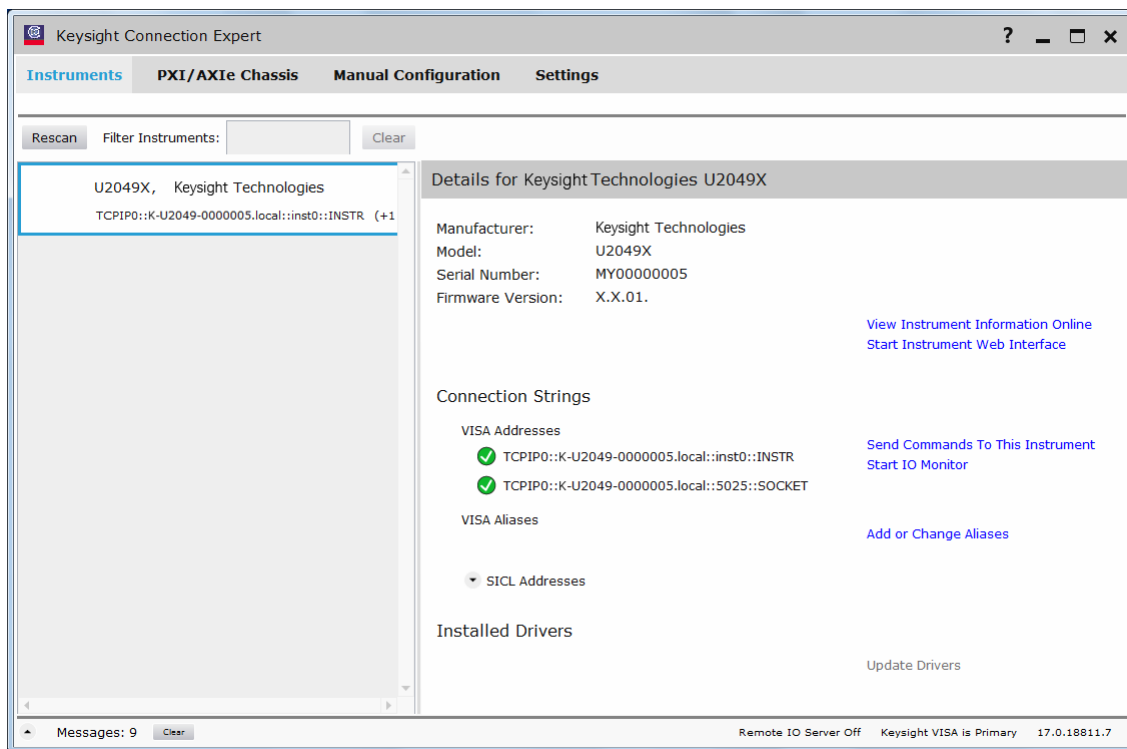 Keysight Connection Expert
?
Instruments PXI/AXIe Chassis Manual Configuration Settings
Rescan Filter Instruments: Clear
U2049X, Keysight Technologies
TCPIP0::K-U2049-0000005.local::inst0::INSTR (+1
Details for Keysight Technologies U2049X
Manufacturer: Keysight Technologies
Model: U2049X
Serial Number: MY00000005
Firmware Version: X.X.01.
View Instrument Information Online
Start Instrument Web Interface
Connection Strings
VISA Addresses
TCPIP0::K-U2049-0000005.local::inst0::INSTR
TCPIP0::K-U2049-0000005.local::5025::SOCKET
Send Commands To This Instrument
Start IO Monitor
VISA Aliases
Add or Change Aliases
SICL Addresses
Installed Drivers
Update Drivers
Messages: 9 Clear Remote IO Server Off Keysight VISA is Primary 17.0.18811.7